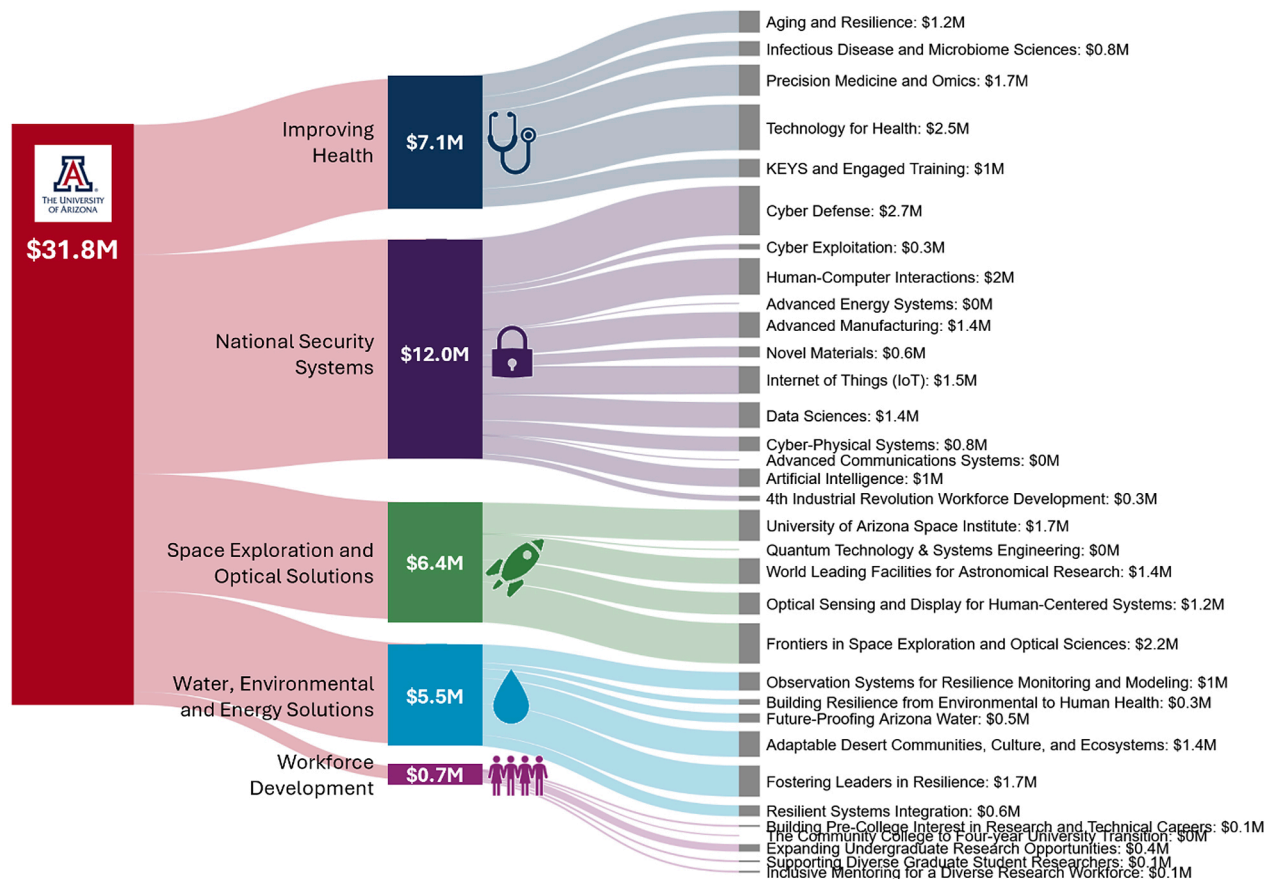 THE UNIVERSITY
OF ARIZONA
$31.8M
Improving
Health
$7.1M
National Security
Systems
$12.0M
Space Exploration and
Optical Solutions
$6.4M
Water, Environmental
and Energy Solutions
$5.5M
Workforce
Development
$0.7M
Aging and Resilience: $1.2M
Infectious Disease and Microbiome Sciences: $0.8M
Precision Medicine and Omics: $1.7M
Technology for Health: $2.5M
KEYS and Engaged Training: $1M
Cyber Defense: $2.7M
Cyber Exploitation: $0.3M
Human-Computer Interactions: $2M
Advanced Energy Systems: $0M
Advanced Manufacturing: $1.4M
Novel Materials: $0.6M
Internet of Things (IoT): $1.5M
Data Sciences: $1.4M
Cyber-Physical Systems: $0.8M
Advanced Communications Systems: $0M
Artificial Intelligence: $1M
4th Industrial Revolution Workforce Development: $0.3M
University of Arizona Space Institute: $1.7M
Quantum Technology & Systems Engineering: $0M
World Leading Facilities for Astronomical Research: $1.4M
Optical Sensing and Display for Human-Centered Systems: $1.2M
Frontiers in Space Exploration and Optical Sciences: $2.2M
Observation Systems for Resilience Monitoring and Modeling: $1M
Building Resilience from Environmental to Human Health: $0.3M
Future-Proofing Arizona Water: $0.5M
Adaptable Desert Communities, Culture, and Ecosystems: $1.4M
Fostering Leaders in Resilience: $1.7M
Resilient Systems Integration: $0.6M
Building Pre-College Interest in Research and Technical Careers: $0.1M
The Community College to Four-year University Transition: $0M
Expanding Undergraduate Research Opportunities: $0.4M
Supporting Diverse Graduate Student Researchers: $0.1M
Inclusive Mentoring for a Diverse Research Workforce: $0.1M